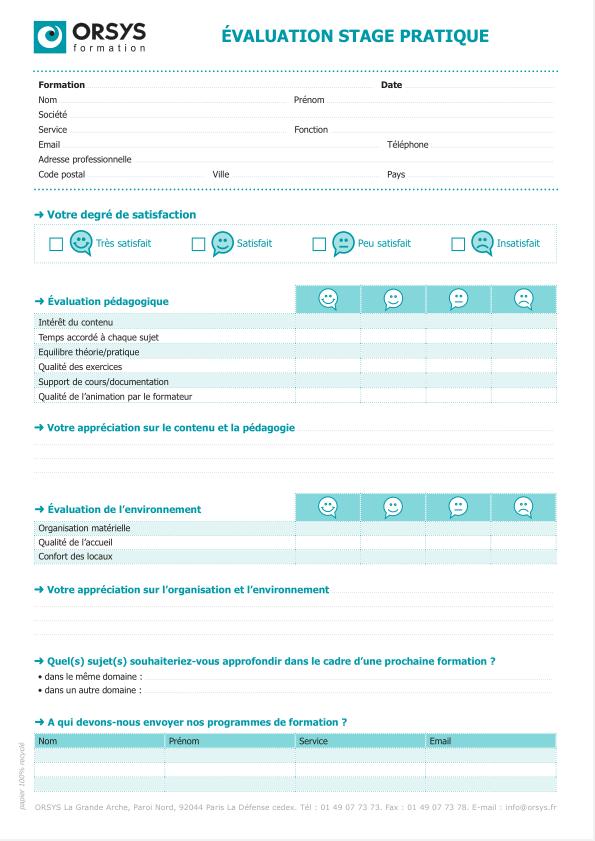 ORSYS
formation
ÉVALUATION STAGE PRATIQUE
Formation Date
Nom Prénom
Société
Service Fonction
Email Téléphone
Adresse professionnelle
Code postal Ville Pays
➜ Votre degré de satisfaction
Très satisfait Satisfait Peu satisfait Insatisfait
➜ Évaluation pédagogique
Intérêt du contenu
Temps accordé à chaque sujet
Equilibre théorie/pratique
Qualité des exercices
Support de cours/documentation
Qualité de l’animation par le formateur
➜ Votre appréciation sur le contenu et la pédagogie
➜ Évaluation de l’environnement
Organisation matérielle
Qualité de l’accueil
Confort des locaux
➜ Votre appréciation sur l’organisation et l’environnement
➜ Quel(s) sujet(s) souhaiteriez-vous approfondir dans le cadre d’une prochaine formation ?
• dans le même domaine :
• dans un autre domaine :
➜ A qui devons-nous envoyer nos programmes de formation ?
Nom Prénom Service Email
papier 100% recyclé
ORSYS La Grande Arche, Paroi Nord, 92044 Paris La Défense cedex. Tél : 01 49 07 73 73. Fax : 01 49 07 73 78. E-mail : info@orsys.fr